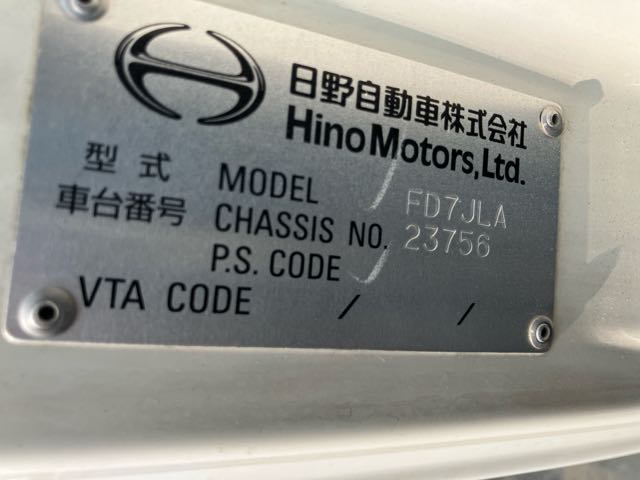 日野自動車株式会社
Hino Motors, Ltd.
型式 MODEL FD7JLA
車台番号 CHASSIS NO. 23756
P.S. CODE
VTA CODE / /